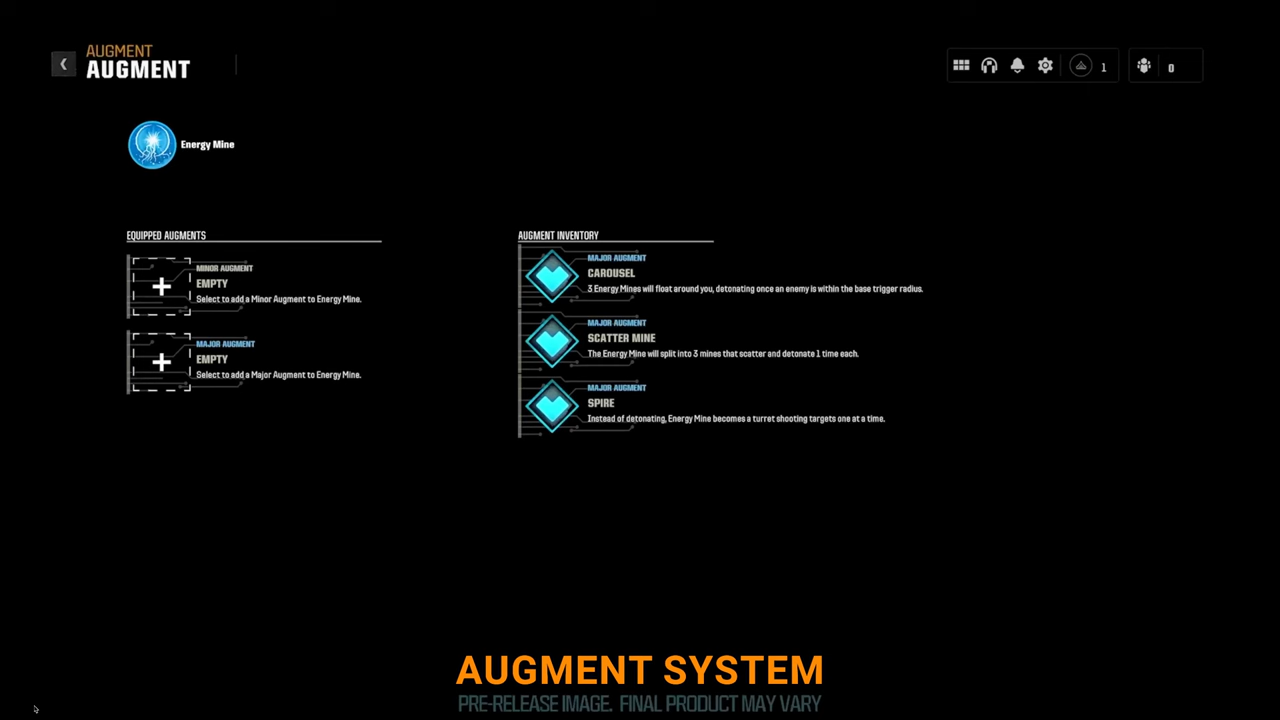 AUGMENT
AUGMENT
1
0
Energy Mine
EQUIPPED AUGMENTS
MINOR AUGMENT
EMPTY
Select to add a Minor Augment to Energy Mine.
MAJOR AUGMENT
EMPTY
Select to add a Major Augment to Energy Mine.
AUGMENT INVENTORY
MAJOR AUGMENT
CAROUSEL
3 Energy Mines will float around you, detonating once an enemy is within the base trigger radius.
MAJOR AUGMENT
SCATTER MINE
The Energy Mine will split into 3 mines that scatter and detonate 1 time each.
MAJOR AUGMENT
SPIRE
Instead of detonating, Energy Mine becomes a turret shooting targets one at a time.
AUGMENT SYSTEM
PRE-RELEASE IMAGE. FINAL PRODUCT MAY VARY